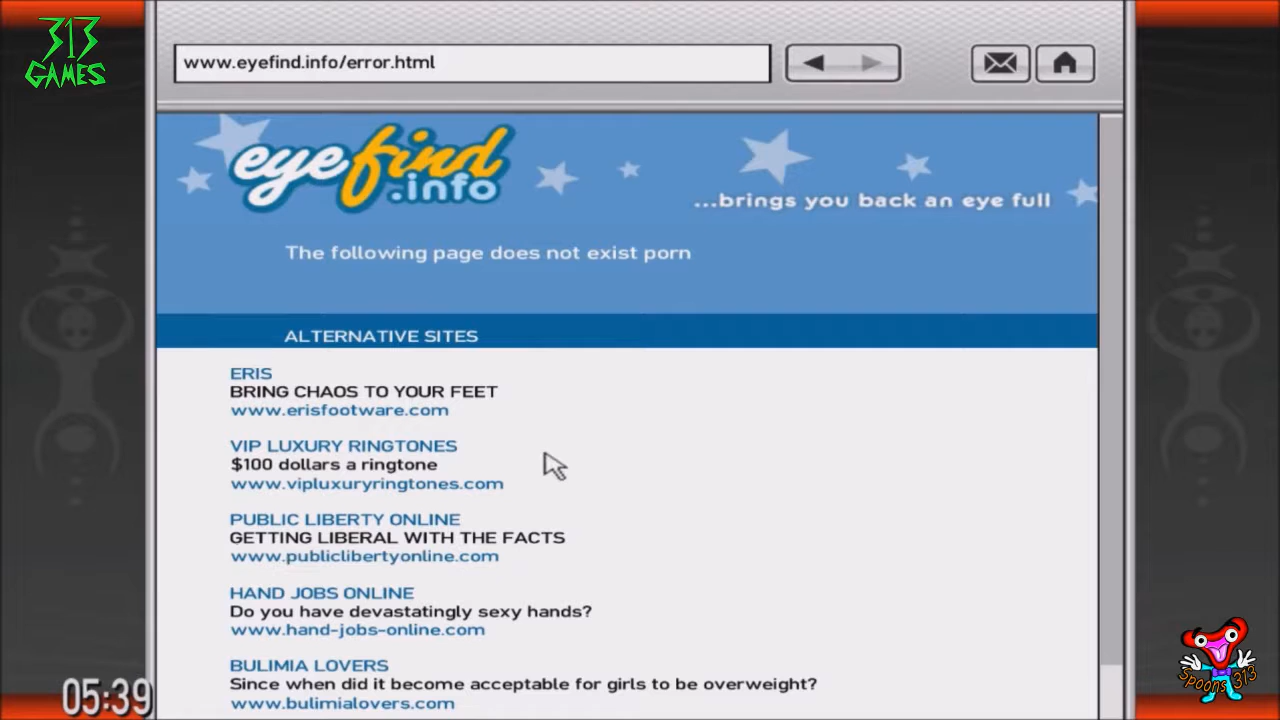 313
GAMES
www.eyefind.info/error.html
eyefind
.info
...brings you back an eye full
The following page does not exist porn
ALTERNATIVE SITES
ERIS
BRING CHAOS TO YOUR FEET
www.erisfootware.com
VIP LUXURY RINGTONES
$100 dollars a ringtone
www.vipluxuryringtones.com
PUBLIC LIBERTY ONLINE
GETTING LIBERAL WITH THE FACTS
www.publiclibertyonline.com
HAND JOBS ONLINE
Do you have devastatingly sexy hands?
www.hand-jobs-online.com
BULIMIA LOVERS
Since when did it become acceptable for girls to be overweight?
www.bulimialovers.com
05:39
Spoons 313